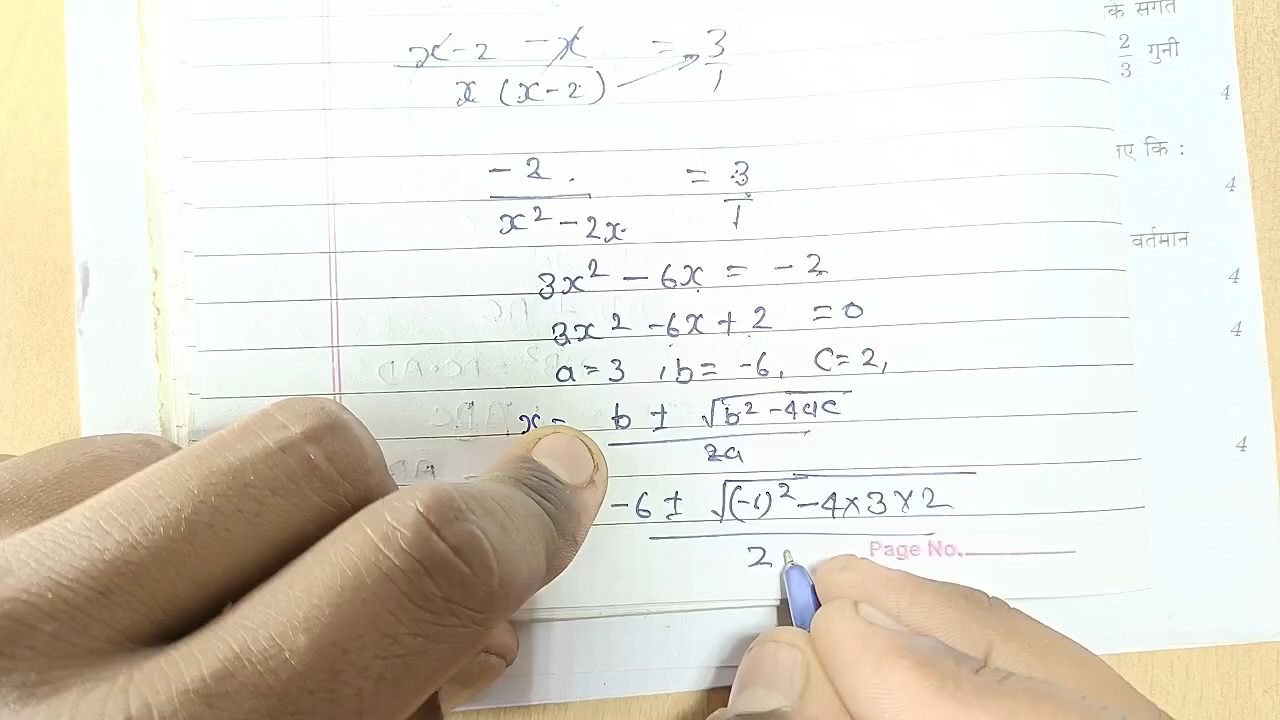 x-2 -x / x (x-2) = 3/1
-2 / x² - 2x = 3/1
3x² - 6x = -2
3x² - 6x + 2 = 0
a = 3 , b = -6, C = 2,
x = b ± √b² - 4ac / 2a
-6 ± √(-6)² - 4×3×2 / 2
Page No.
के संगत
2/3 गुनी
4
ए कि :
4
वर्तमान
4
4
4